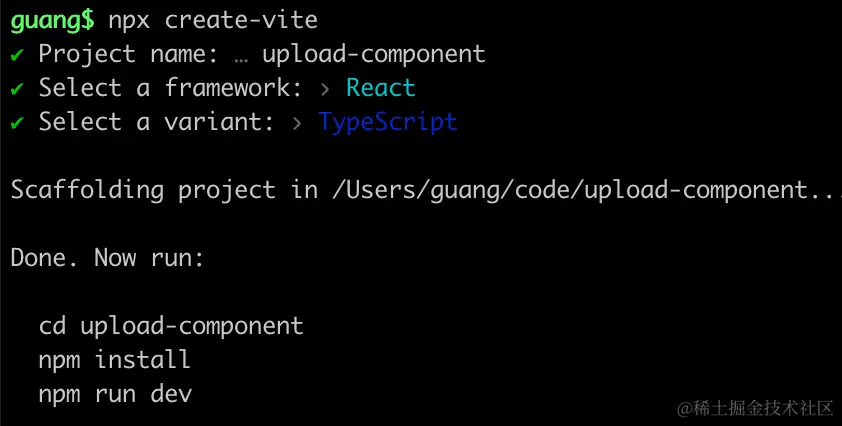 guang$ npx create-vite
✔ Project name: … upload-component
✔ Select a framework: › React
✔ Select a variant: › TypeScript
Scaffolding project in /Users/guang/code/upload-component...
Done. Now run:
cd upload-component
npm install
npm run dev
@稀土掘金技术社区